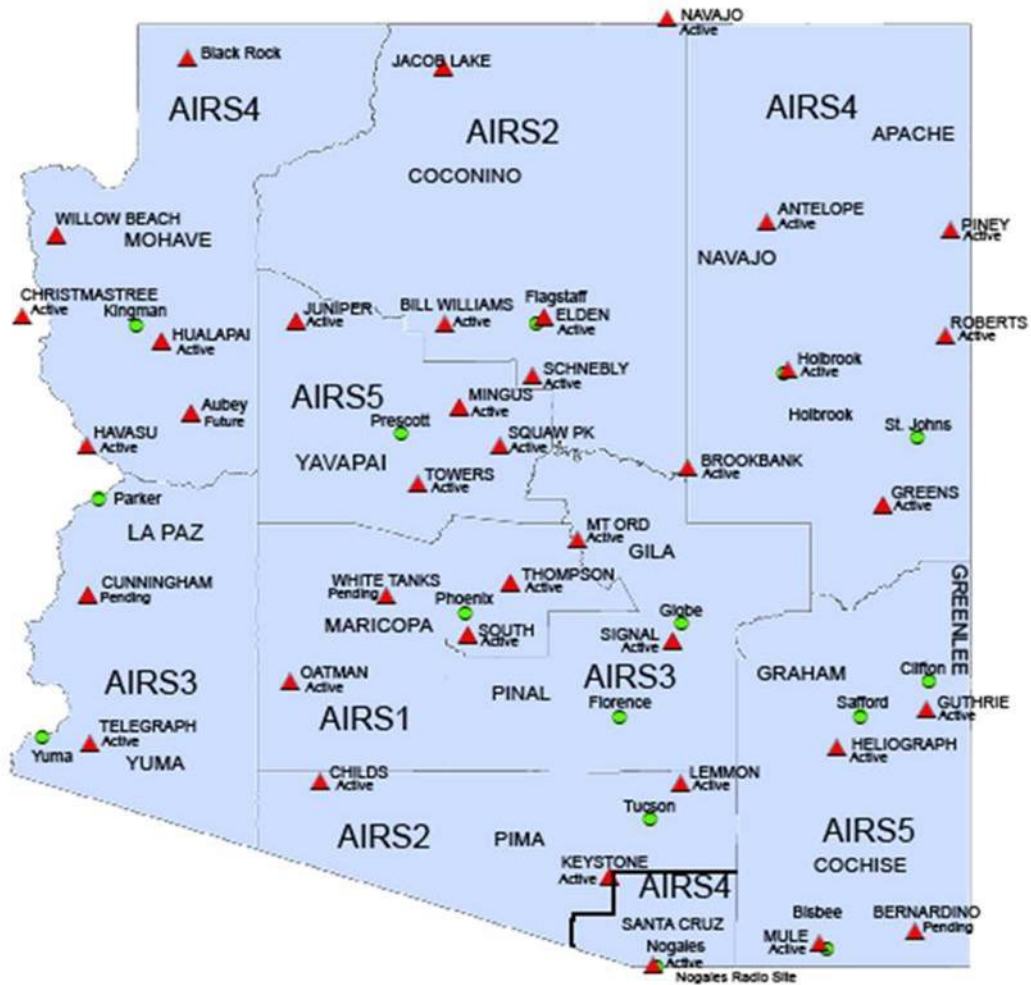 NAVAJO
Active
Black Rock
JACOB LAKE
AIRS4
AIRS2
AIRS4
APACHE
COCONINO
WILLOW BEACH
MOHAVE
ANTELOPE
Active
PINEY
Active
NAVAJO
CHRISTMASTREE
Active
Kingman
HUALAPAI
Active
JUNIPER
Active
BILL WILLIAMS
Active
Flagstaff
ELDEN
Active
ROBERTS
Active
SCHNEBLY
Active
Holbrook
Active
Holbrook
AIRS5
MINGUS
Active
Aubey
Future
Prescott
St. Johns
HAVASU
Active
SQUAW PK
Active
YAVAPAI
BROOKBANK
Active
TOWERS
Active
Parker
GREENS
Active
LA PAZ
MT ORD
Active
GILA
CUNNINGHAM
Pending
WHITE TANKS
Pending
THOMPSON
Active
Phoenix
GREENLEE
MARICOPA
SOUTH
Active
Globe
SIGNAL
Active
AIRS3
OATMAN
Active
PINAL
AIRS3
GRAHAM
Clifton
AIRS1
Florence
Safford
GUTHRIE
Active
Yuma
TELEGRAPH
Active
YUMA
HELIOGRAPH
Active
CHILDS
Active
LEMMON
Active
Tucson
AIRS2
PIMA
AIRS5
COCHISE
KEYSTONE
Active
AIRS4
SANTA CRUZ
Bisbee
BERNARDINO
Pending
MULE
Active
Nogales
Active
Nogales Radio Site